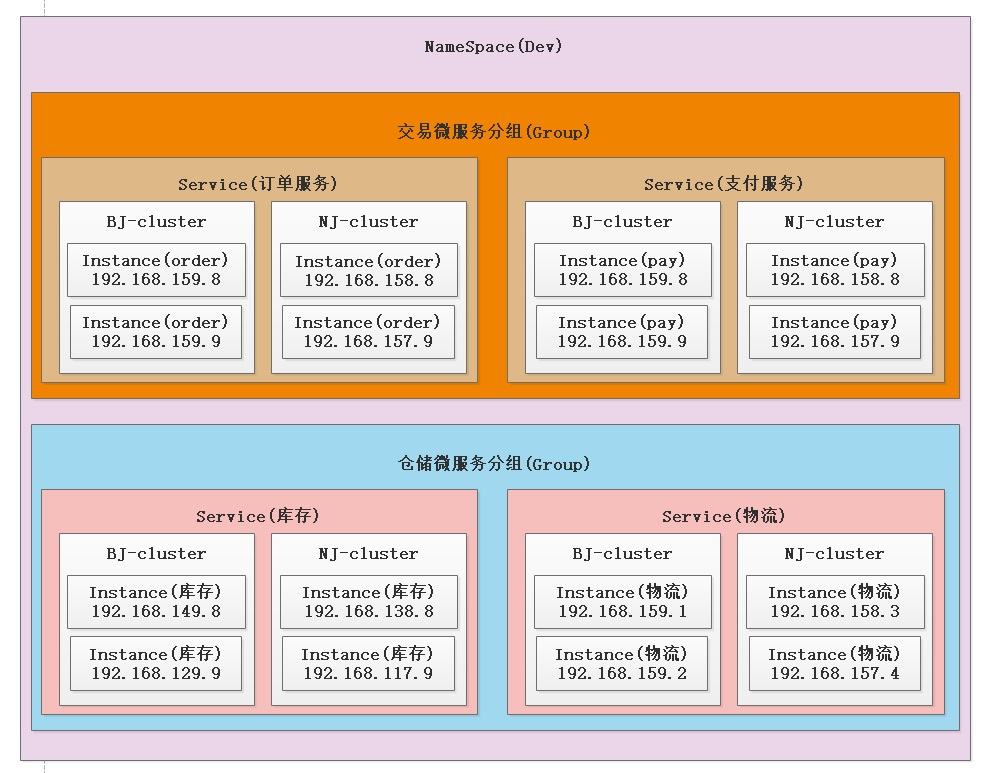 NameSpace(Dev)
交易微服务分组(Group)
Service(订单服务)
BJ-cluster
Instance(order)
192.168.159.8
Instance(order)
192.168.159.9
NJ-cluster
Instance(order)
192.168.158.8
Instance(order)
192.168.157.9
Service(支付服务)
BJ-cluster
Instance(pay)
192.168.159.8
Instance(pay)
192.168.159.9
NJ-cluster
Instance(pay)
192.168.158.8
Instance(pay)
192.168.157.9
仓储微服务分组(Group)
Service(库存)
BJ-cluster
Instance(库存)
192.168.149.8
Instance(库存)
192.168.129.9
NJ-cluster
Instance(库存)
192.168.138.8
Instance(库存)
192.168.117.9
Service(物流)
BJ-cluster
Instance(物流)
192.168.159.1
Instance(物流)
192.168.159.2
NJ-cluster
Instance(物流)
192.168.158.3
Instance(物流)
192.168.157.4